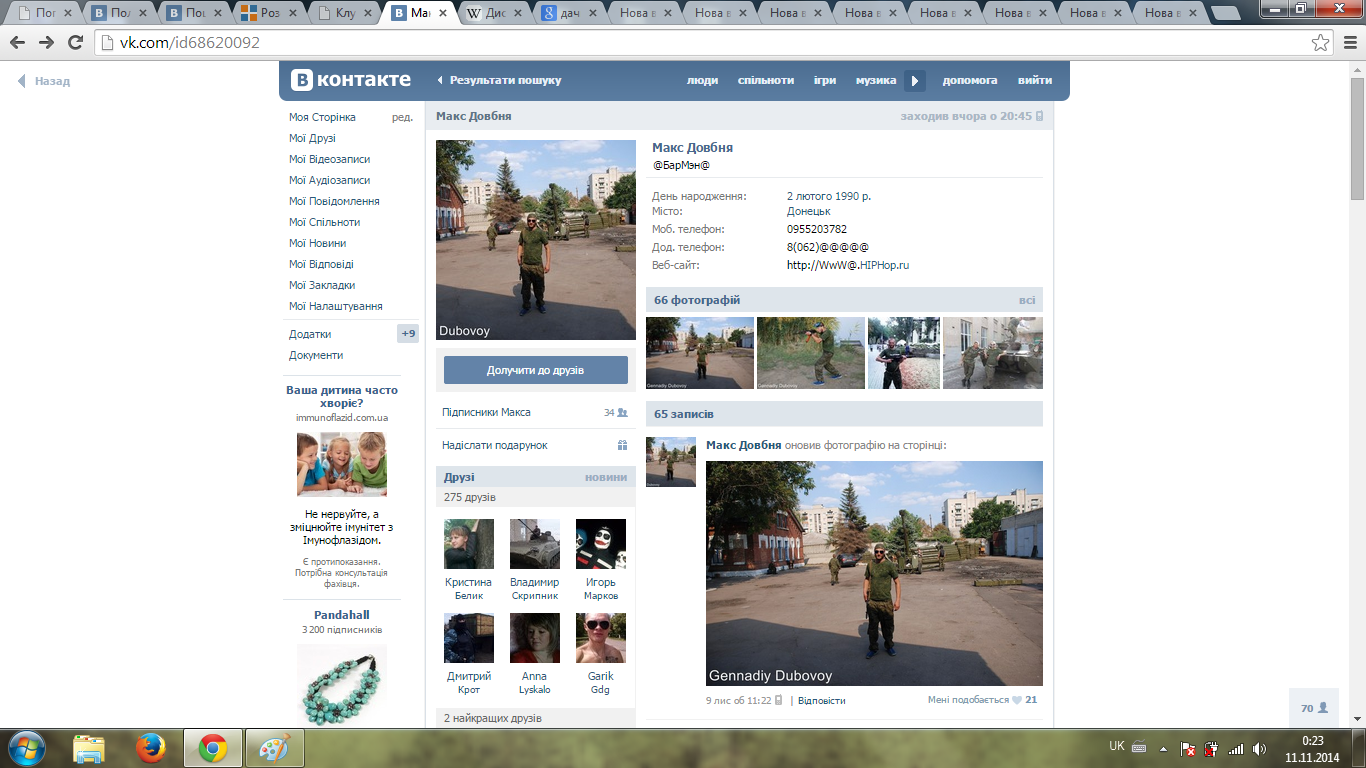 Пог
Пол
Пош
Роз
Клу
Мак
Дис
дач
Нова в
Нова в
Нова в
Нова в
Нова в
Нова в
Нова в
Нова в
vk.com/id68620092
Назад
В контакте
Результати пошуку
люди
спільноти
ігри
музика
допомога
вийти
Моя Сторінка
ред.
Мої Друзі
Мої Відеозаписи
Мої Аудіозаписи
Мої Повідомлення
Мої Спільноти
Мої Новини
Мої Відповіді
Мої Закладки
Мої Налаштування
Додатки
+9
Документи
Ваша дитина часто
хворіє?
immunoflazid.com.ua
Не нервуйте, а
зміцнюйте імунітет з
Імунофлазідом.
Є протипоказання.
Потрібна консультація
фахівця.
Pandahall
3 200 підписників
Макс Довбня
заходив вчора о 20:45
Dubovoy
Долучити до друзів
Підписники Макса
34
Надіслати подарунок
Друзі
новини
275 друзів
Кристина
Белик
Владимир
Скрипник
Игорь
Марков
Дмитрий
Крот
Anna
Lyskalo
Garik
Gdg
2 найкращих друзів
Макс Довбня
@БарМэн@
День народження:
2 лютого 1990 р.
Місто:
Донецьк
Моб. телефон:
0955203782
Дод. телефон:
8(062)@@@@@
Веб-сайт:
http://WwW@.HIPHop.ru
66 фотографій
всі
Gennadiy Dubovoy
Gennadiy Dubovoy
65 записів
Макс Довбня оновив фотографію на сторінці:
Gennadiy Dubovoy
9 лис об 11:22
| Відповісти
Мені подобається
21
70
UK
0:23
11.11.2014